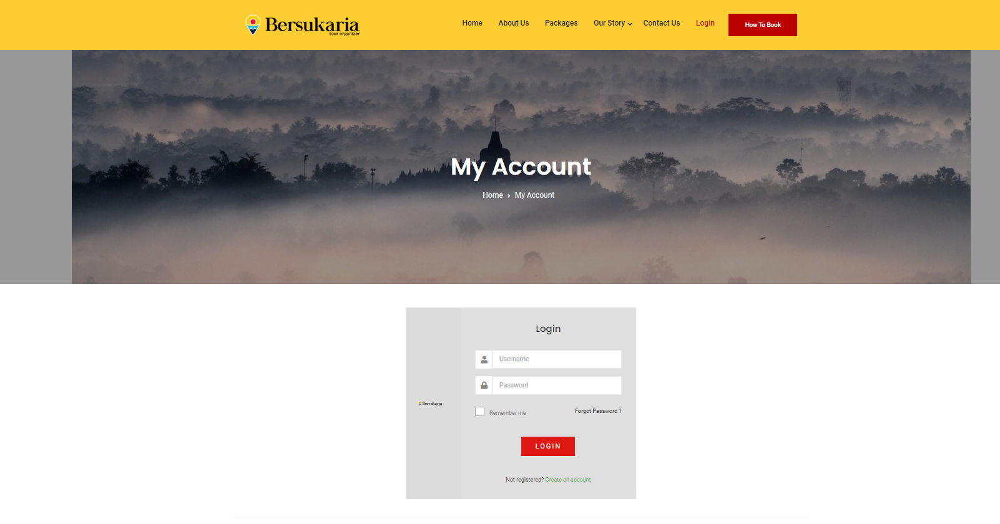 Bersukaria
tour organizer
Home About Us Packages Our Story Contact Us Login How To Book
My Account
Home › My Account
Login
Username
Password
Bersukaria
Remember me Forgot Password ?
LOGIN
Not registered? Create an account